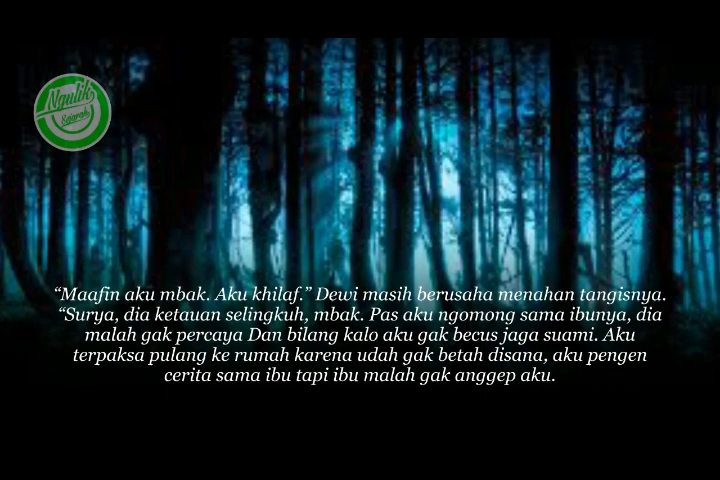 Ngulik
Sejarah
“Maafin aku mbak. Aku khilaf.” Dewi masih berusaha menahan tangisnya.
“Surya, dia ketauan selingkuh, mbak. Pas aku ngomong sama ibunya, dia
malah gak percaya Dan bilang kalo aku gak becus jaga suami. Aku
terpaksa pulang ke rumah karena udah gak betah disana, aku pengen
cerita sama ibu tapi ibu malah gak anggep aku.